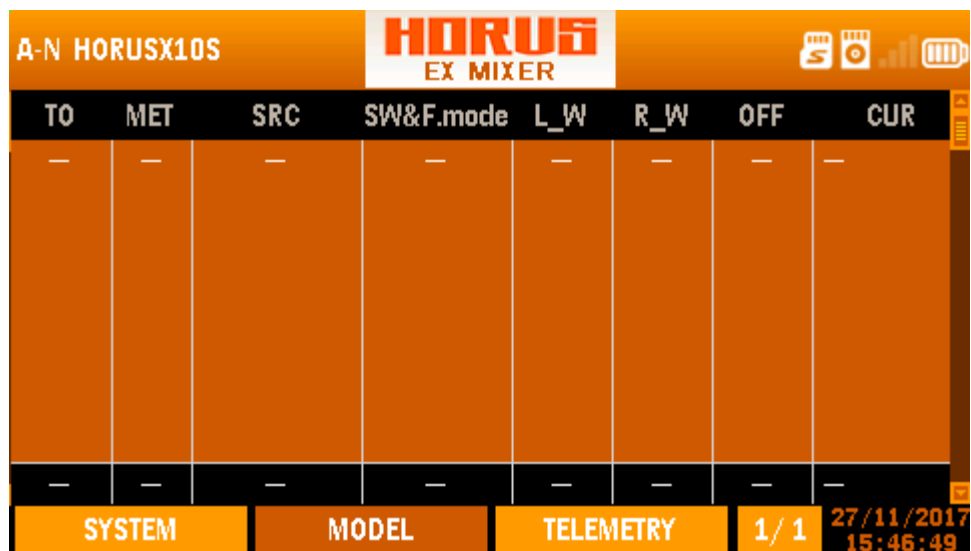 A-N HORUSX10S
HORUS
EX MIXER
TO MET SRC SW&F.mode L_W R_W OFF CUR
— — — — — — — —
— — — — — — — —
SYSTEM MODEL TELEMETRY 1/1 27/11/2017
15:46:49